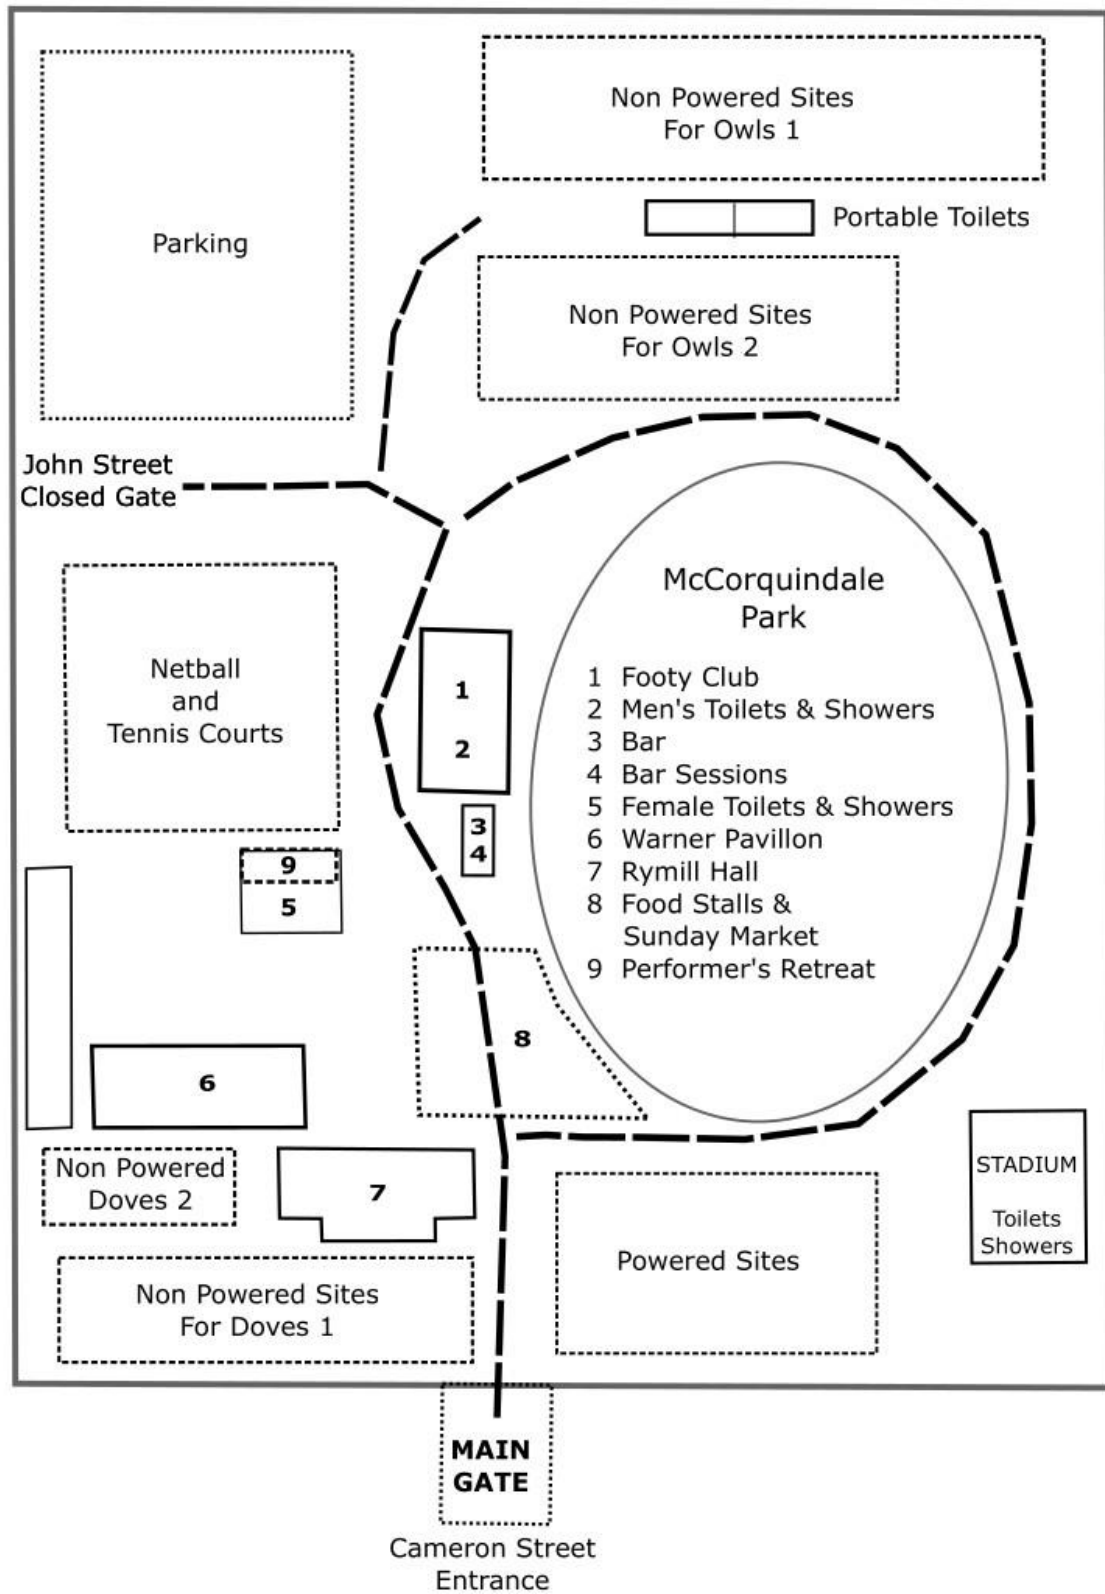 Non Powered Sites
For Owls 1
Portable Toilets
Parking
Non Powered Sites
For Owls 2
John Street
Closed Gate
McCorquindale
Park
1 Footy Club
2 Men's Toilets & Showers
3 Bar
4 Bar Sessions
5 Female Toilets & Showers
6 Warner Pavillon
7 Rymill Hall
8 Food Stalls &
Sunday Market
9 Performer's Retreat
Netball
and
Tennis Courts
1
2
3
4
9
5
8
6
Non Powered
Doves 2
7
STADIUM
Toilets
Showers
Powered Sites
Non Powered Sites
For Doves 1
MAIN
GATE
Cameron Street
Entrance